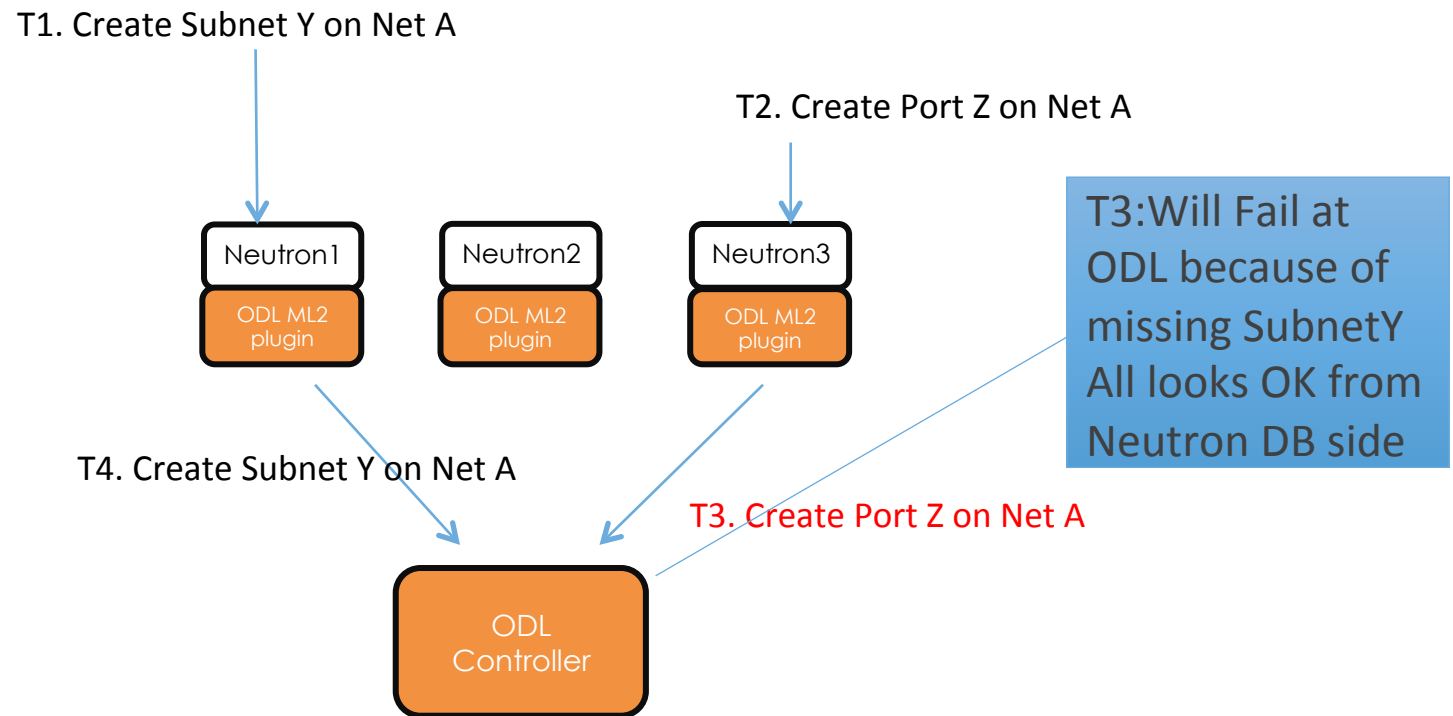 T1. Create Subnet Y on Net A
T2. Create Port Z on Net A
Neutron1
ODL ML2
plugin
Neutron2
ODL ML2
plugin
Neutron3
ODL ML2
plugin
T3:Will Fail at
ODL because of
missing SubnetY
All looks OK from
Neutron DB side
T4. Create Subnet Y on Net A
T3. Create Port Z on Net A
ODL
Controller